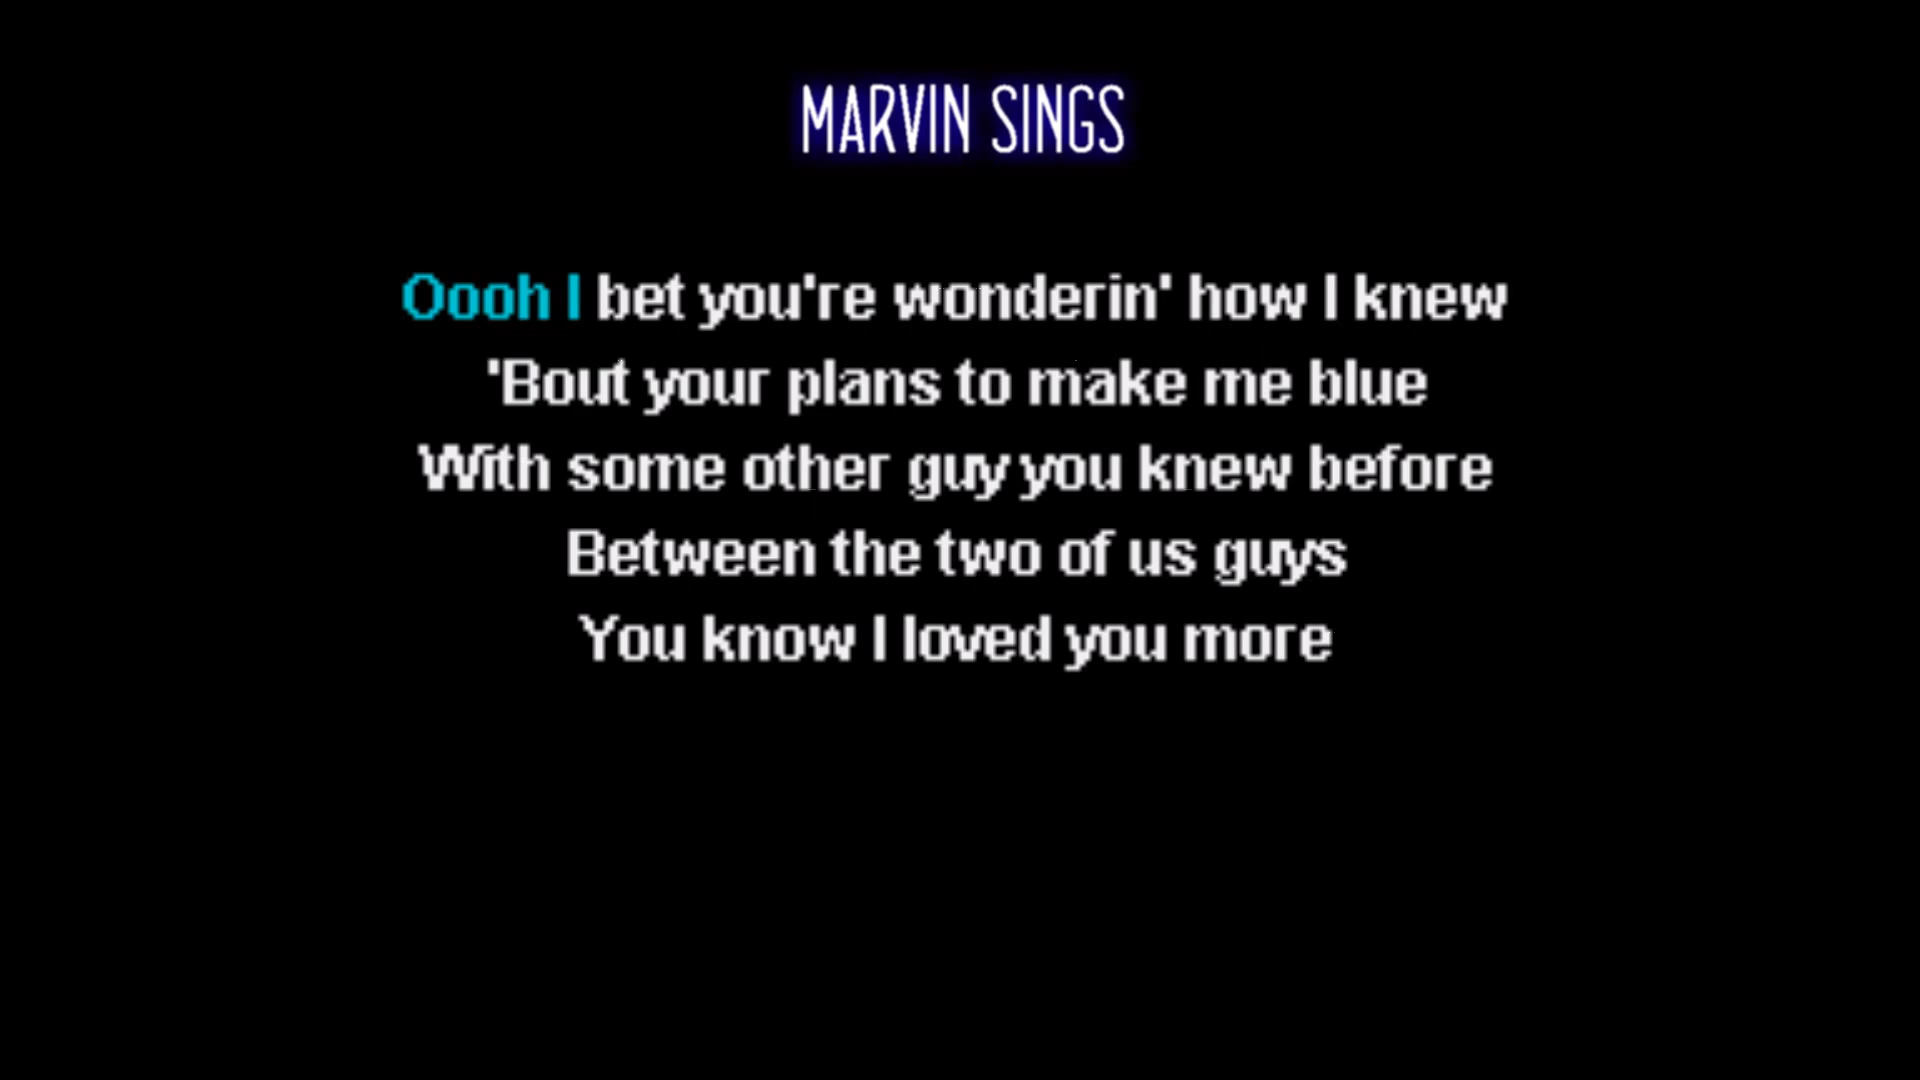 MARVIN SINGS
Oooh I bet you're wonderin' how I knew
'Bout your plans to make me blue
With some other guy you knew before
Between the two of us guys
You know I loved you more